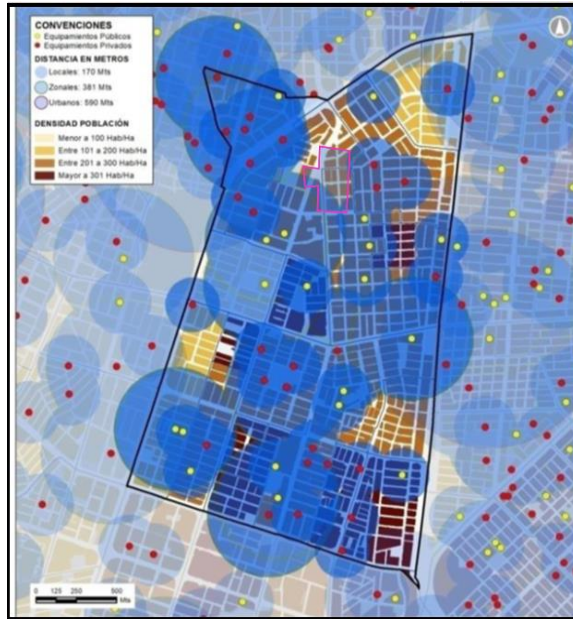 CONVENCIONES
Equipamientos Públicos
Equipamientos Privados
DISTANCIA EN METROS
Locales: 170 Mts
Zonales: 381 Mts
Urbanos: 590 Mts
DENSIDAD POBLACIÓN
Menor a 100 Hab/Ha
Entre 101 a 200 Hab/Ha
Entre 201 a 300 Hab/Ha
Mayor a 301 Hab/Ha
0 125 250 500
Mts